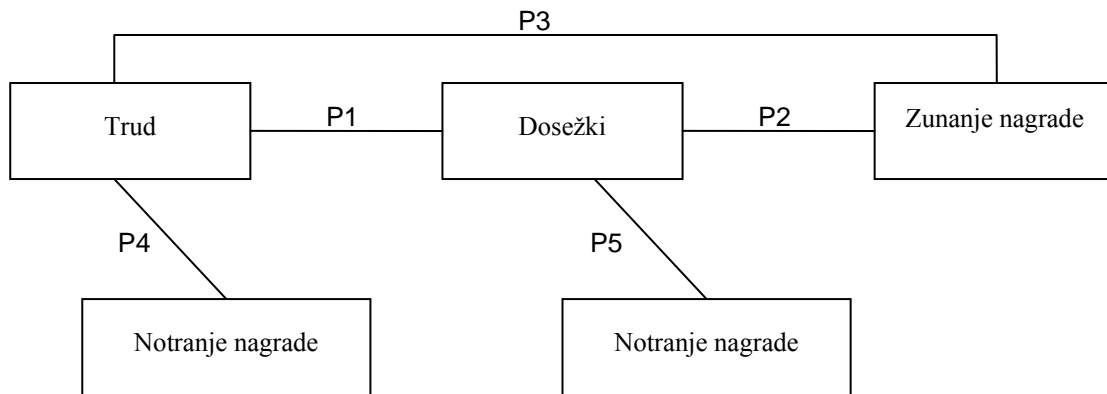 P3
Trud
P1
Dosežki
P2
Zunanje nagrade
P4
P5
Notranje nagrade
Notranje nagrade